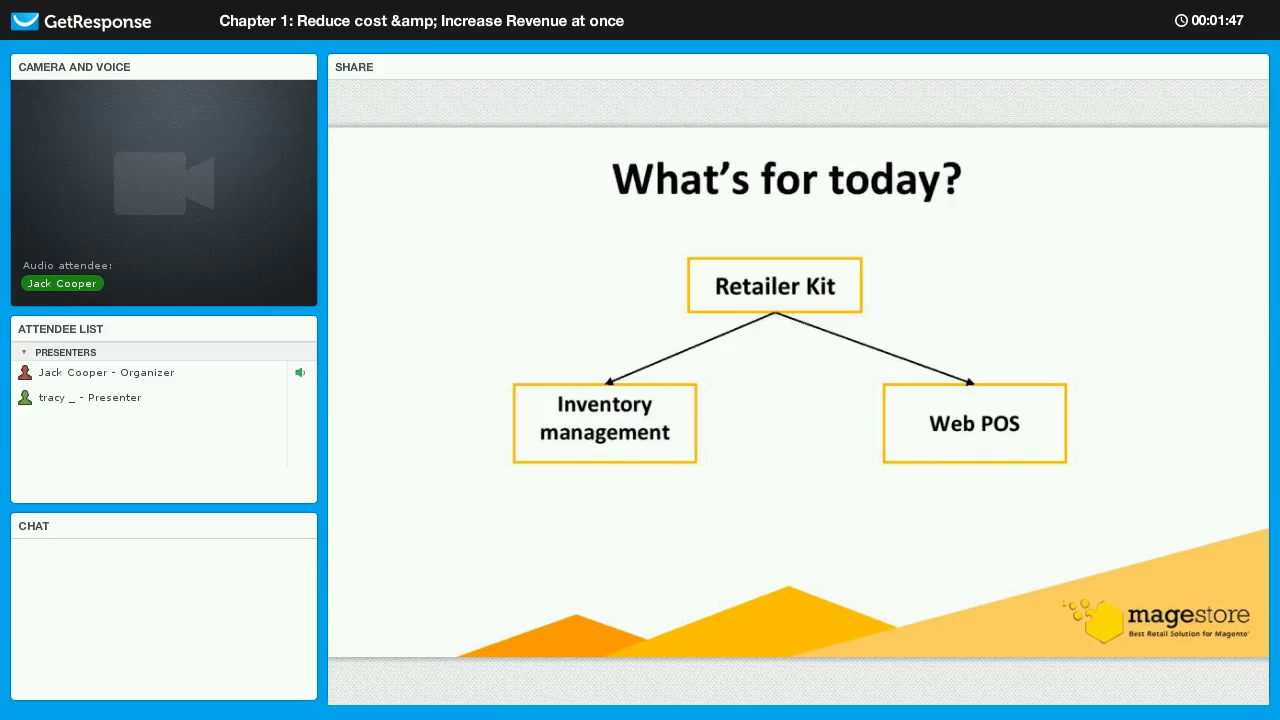 GetResponse
Chapter 1: Reduce cost &amp; Increase Revenue at once
00:01:47
CAMERA AND VOICE
Audio attendee:
Jack Cooper
ATTENDEE LIST
PRESENTERS
Jack Cooper - Organizer
tracy _ - Presenter
CHAT
SHARE
What's for today?
Retailer Kit
Inventory
management
Web POS
magestore
Best Retail Solution for Magento